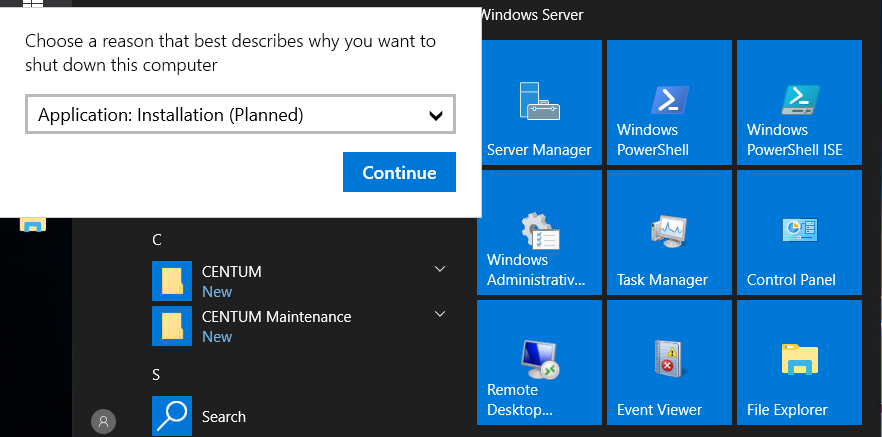 Windows Server
Choose a reason that best describes why you want to
shut down this computer
Application: Installation (Planned)
Continue
C
CENTUM
New
CENTUM Maintenance
New
S
Search
Server Manager
Windows
PowerShell
Windows
PowerShell ISE
Windows
Administrativ...
Task Manager
Control Panel
Remote
Desktop...
Event Viewer
File Explorer